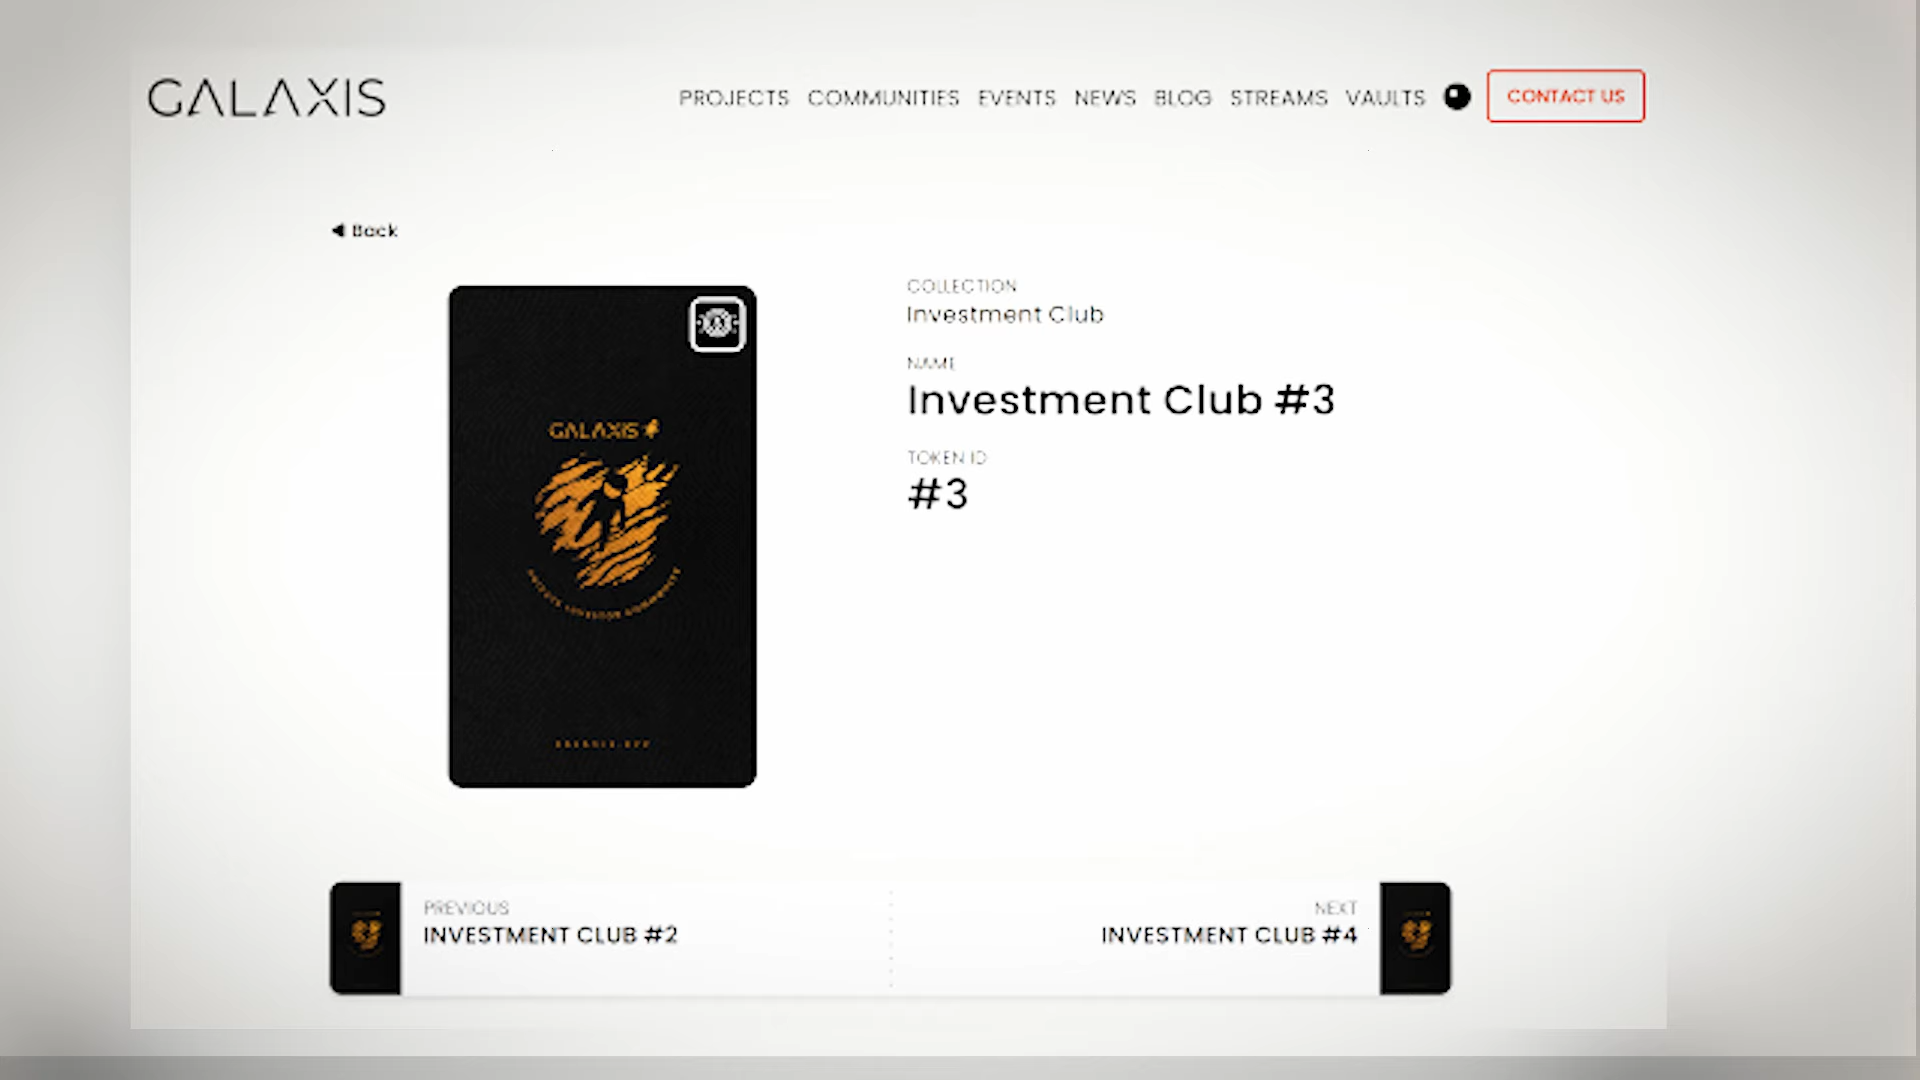 GALAXIS
PROJECTS COMMUNITIES EVENTS NEWS BLOG STREAMS VAULTS CONTACT US
Back
COLLECTION
Investment Club
NAME
Investment Club #3
TOKEN ID
#3
GALAXIS
PREVIOUS
INVESTMENT CLUB #2
NEXT
INVESTMENT CLUB #4